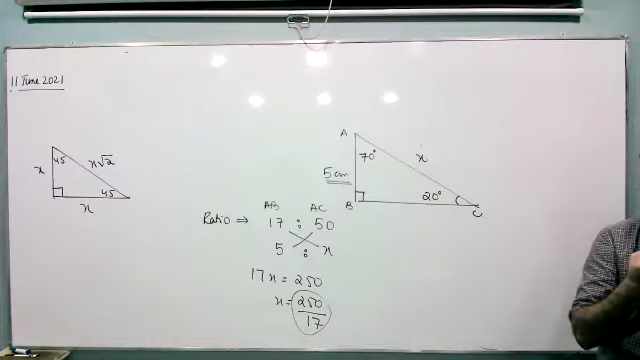 11 June 2021
45
x
x√2
45
x
A
70°
x
5 cm
20°
B
C
AB AC
Ratio ⇒ 17 : 50
5 : x
17x = 250
x = 250
17